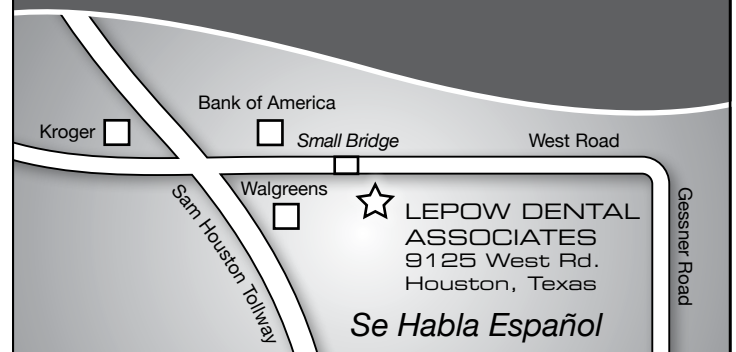 Bank of America
Kroger
Small Bridge
West Road
Walgreens
Sam Houston Tollway
Gessner Road
LEPOW DENTAL
ASSOCIATES
9125 West Rd.
Houston, Texas
Se Habla Español